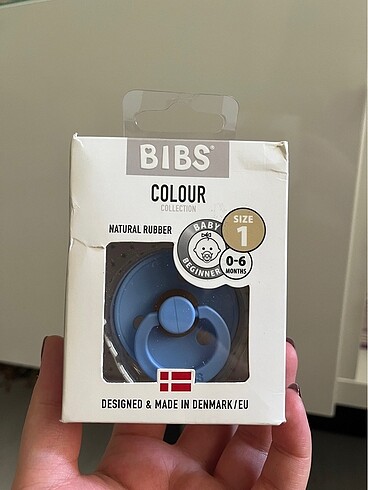 BIBS®
COLOUR
COLLECTION
NATURAL RUBBER
BABY
BEGINNER
SIZE
1
0-6
MONTHS
DESIGNED & MADE IN DENMARK/EU